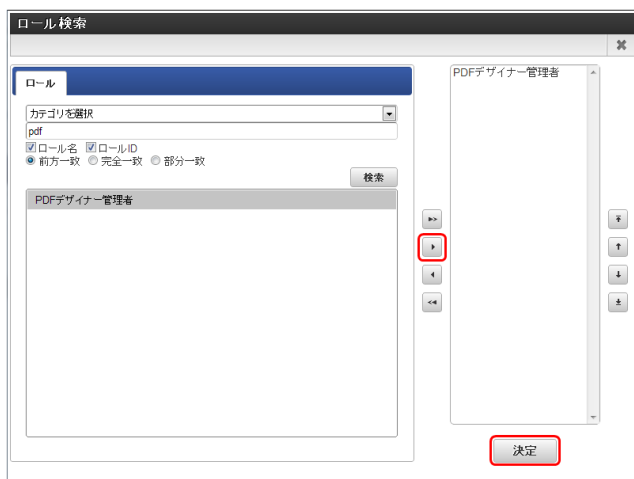 ロール検索
ロール
カテゴリを選択
pdf
ロール名 ロールID
前方一致 完全一致 部分一致
検索
PDFデザイナー管理者
PDFデザイナー管理者
決定